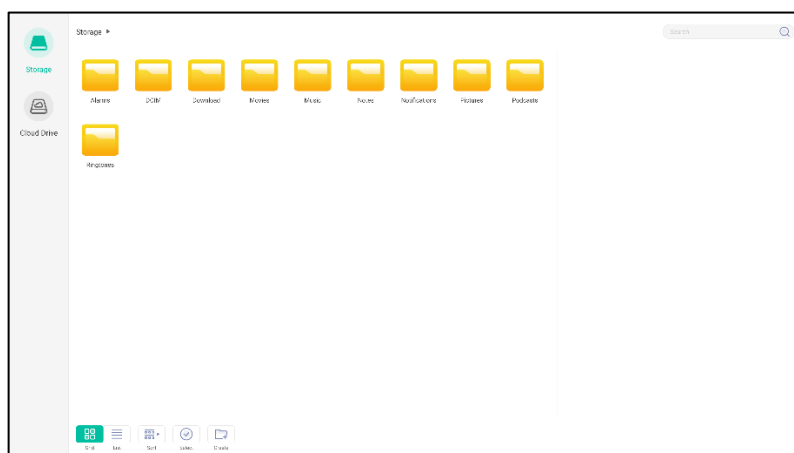 Storage
Search
Storage
Alarms DCIM Download Movies Music Notes Notifications Pictures Podcasts
Cloud Drive
Ringtones
Grid List Sort Select Create